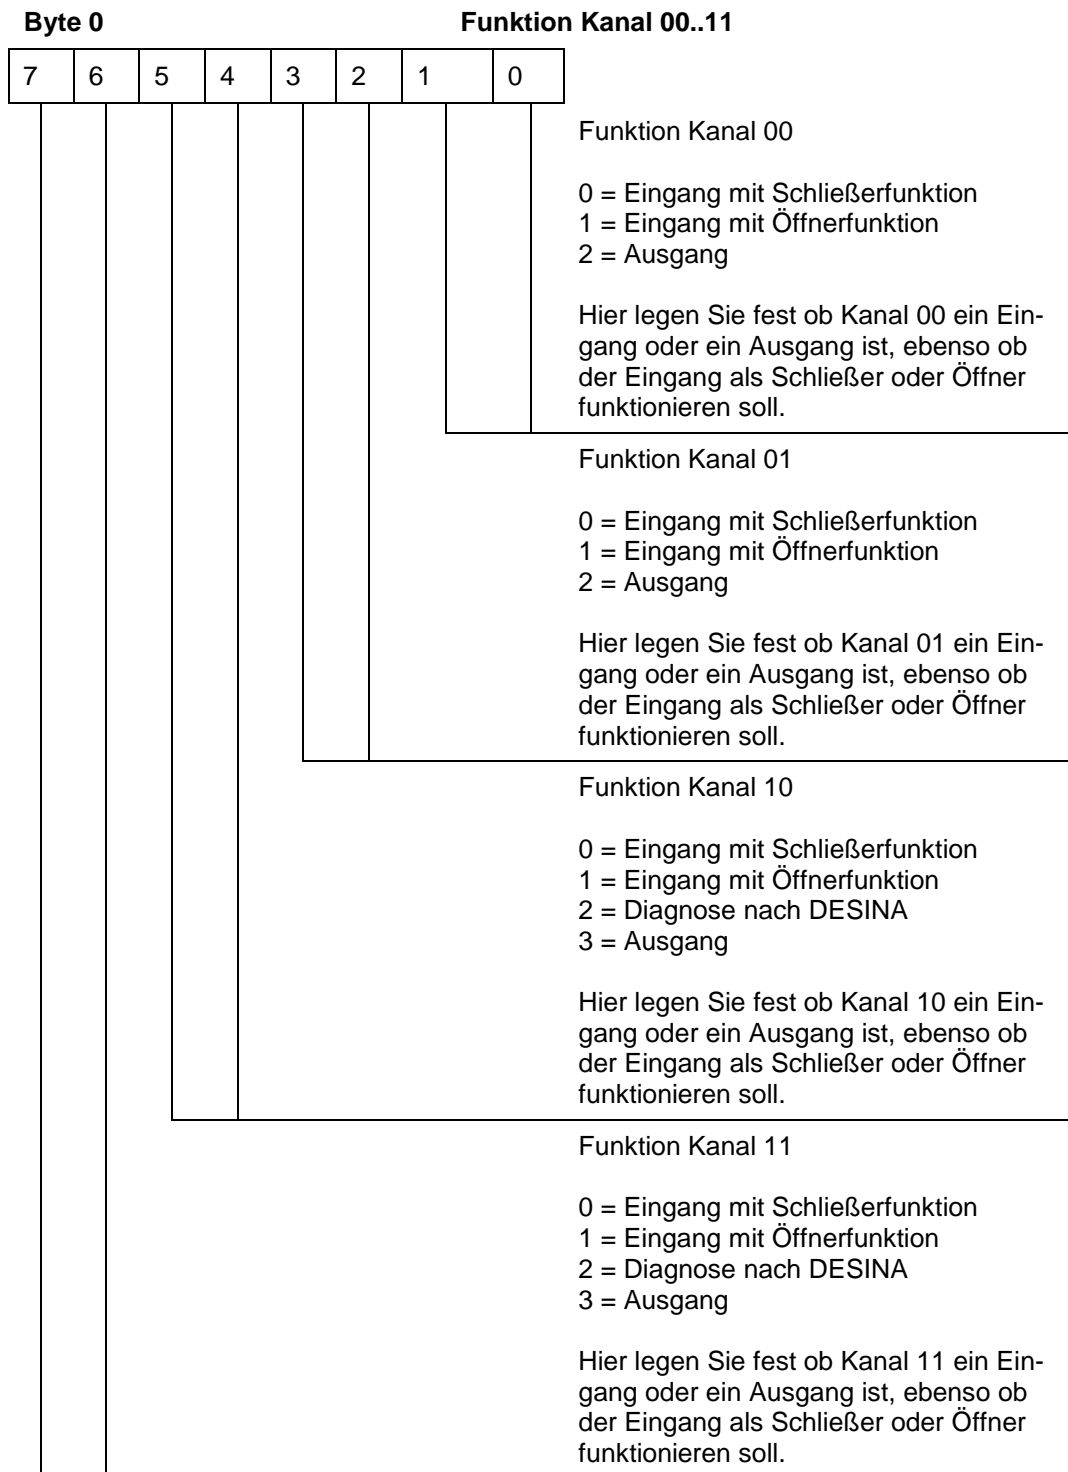 Byte 0 Funktion Kanal 00..11
7 6 5 4 3 2 1 0
Funktion Kanal 00
0 = Eingang mit Schließerfunktion
1 = Eingang mit Öffnerfunktion
2 = Ausgang
Hier legen Sie fest ob Kanal 00 ein Ein-
gang oder ein Ausgang ist, ebenso ob
der Eingang als Schließer oder Öffner
funktionieren soll.
Funktion Kanal 01
0 = Eingang mit Schließerfunktion
1 = Eingang mit Öffnerfunktion
2 = Ausgang
Hier legen Sie fest ob Kanal 01 ein Ein-
gang oder ein Ausgang ist, ebenso ob
der Eingang als Schließer oder Öffner
funktionieren soll.
Funktion Kanal 10
0 = Eingang mit Schließerfunktion
1 = Eingang mit Öffnerfunktion
2 = Diagnose nach DESINA
3 = Ausgang
Hier legen Sie fest ob Kanal 10 ein Ein-
gang oder ein Ausgang ist, ebenso ob
der Eingang als Schließer oder Öffner
funktionieren soll.
Funktion Kanal 11
0 = Eingang mit Schließerfunktion
1 = Eingang mit Öffnerfunktion
2 = Diagnose nach DESINA
3 = Ausgang
Hier legen Sie fest ob Kanal 11 ein Ein-
gang oder ein Ausgang ist, ebenso ob
der Eingang als Schließer oder Öffner
funktionieren soll.